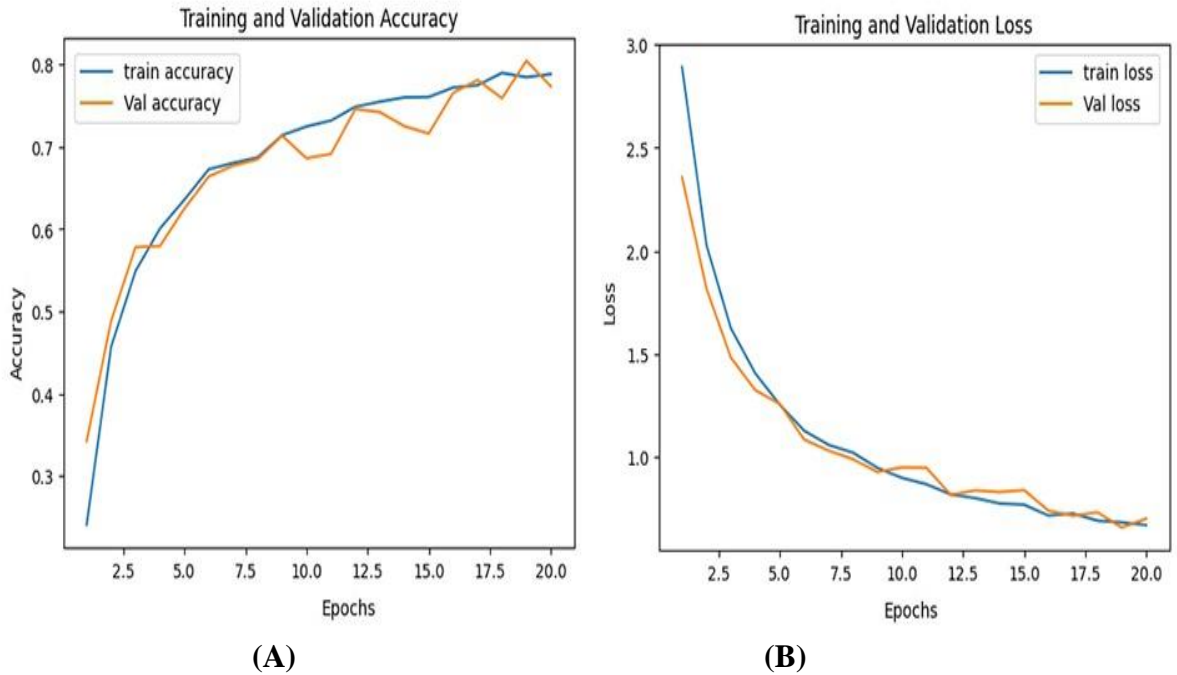 Training and Validation Accuracy
train accuracy
Val accuracy
0.8
0.7
0.6
0.5
0.4
0.3
Accuracy
2.5 5.0 7.5 10.0 12.5 15.0 17.5 20.0
Epochs
(A)
Training and Validation Loss
train loss
Val loss
3.0
2.5
2.0
1.5
1.0
Loss
2.5 5.0 7.5 10.0 12.5 15.0 17.5 20.0
Epochs
(B)